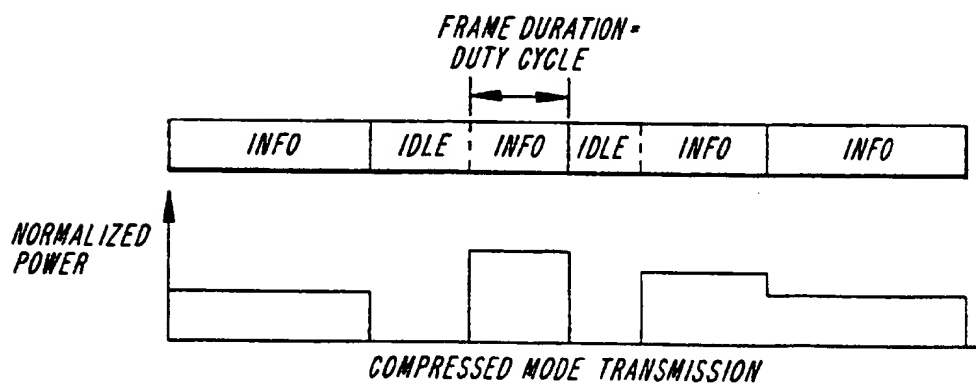 FRAME DURATION=
DUTY CYCLE
INFO IDLE INFO IDLE INFO INFO
NORMALIZED
POWER
COMPRESSED MODE TRANSMISSION